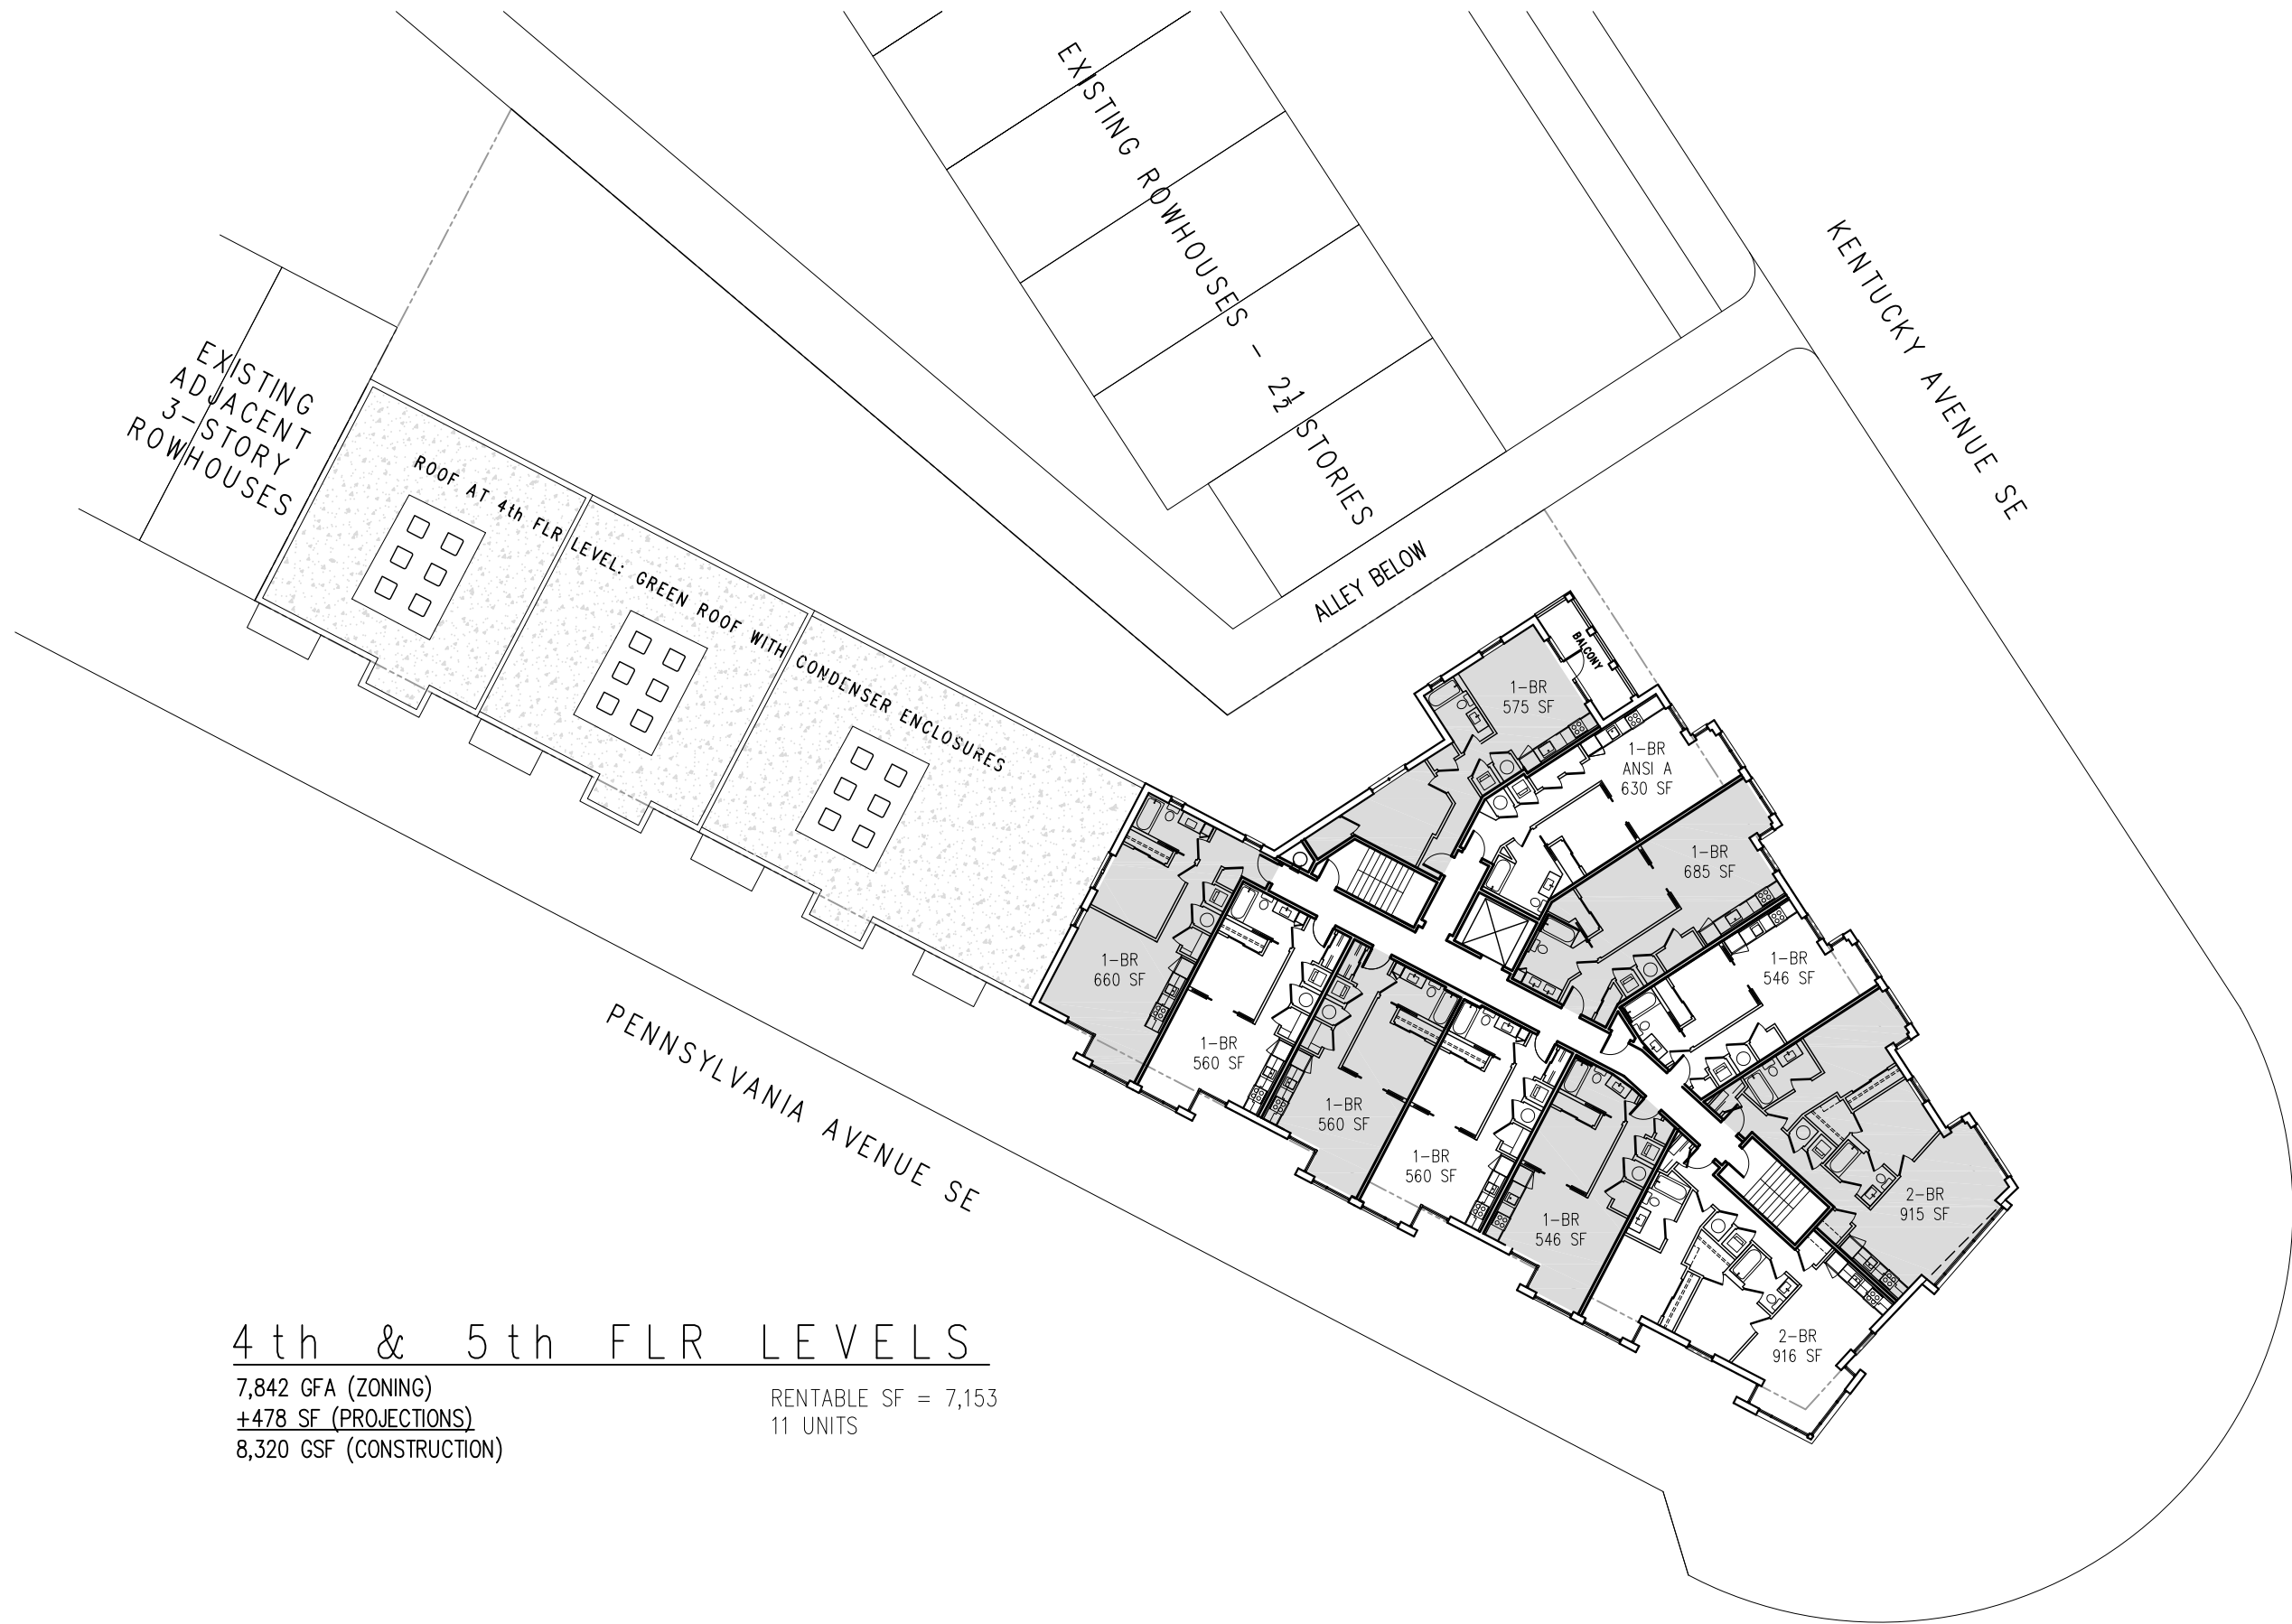 EXISTING ROWHOUSES - 2 1/2 STORIES
KENTUCKY AVENUE SE
EXISTING
ADJACENT
3-STORY
ROWHOUSES
ROOF AT 4th FLR LEVEL: GREEN ROOF WITH CONDENSER ENCLOSURES
ALLEY BELOW
BALCONY
1-BR
575 SF
1-BR
ANSI A
630 SF
1-BR
685 SF
1-BR
546 SF
1-BR
660 SF
1-BR
560 SF
1-BR
560 SF
1-BR
560 SF
1-BR
546 SF
2-BR
915 SF
2-BR
916 SF
PENNSYLVANIA AVENUE SE
4th & 5th FLR LEVELS
7,842 GFA (ZONING)
+478 SF (PROJECTIONS)
8,320 GSF (CONSTRUCTION)
RENTABLE SF = 7,153
11 UNITS